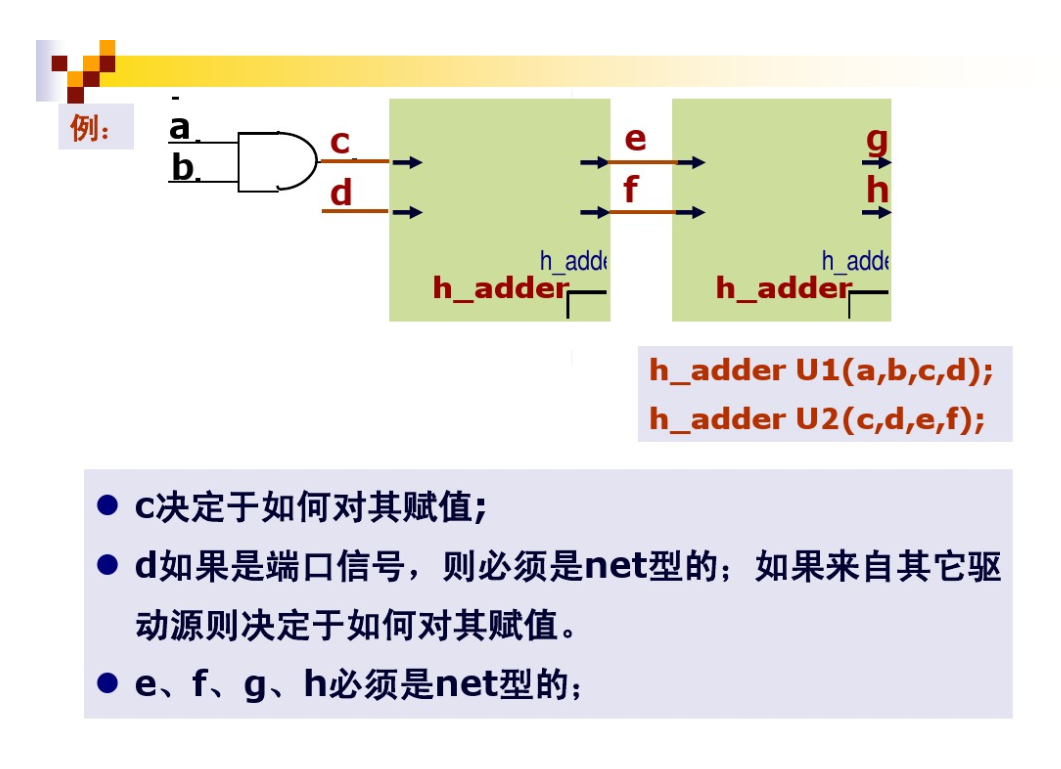 例：
a
b
c
d
e
f
g
h
h_adde
h_adder
h_adde
h_adder
h_adder U1(a,b,c,d);
h_adder U2(c,d,e,f);
● c决定于如何对其赋值;
● d如果是端口信号，则必须是net型的；如果来自其它驱
动源则决定于如何对其赋值。
● e、f、g、h必须是net型的；